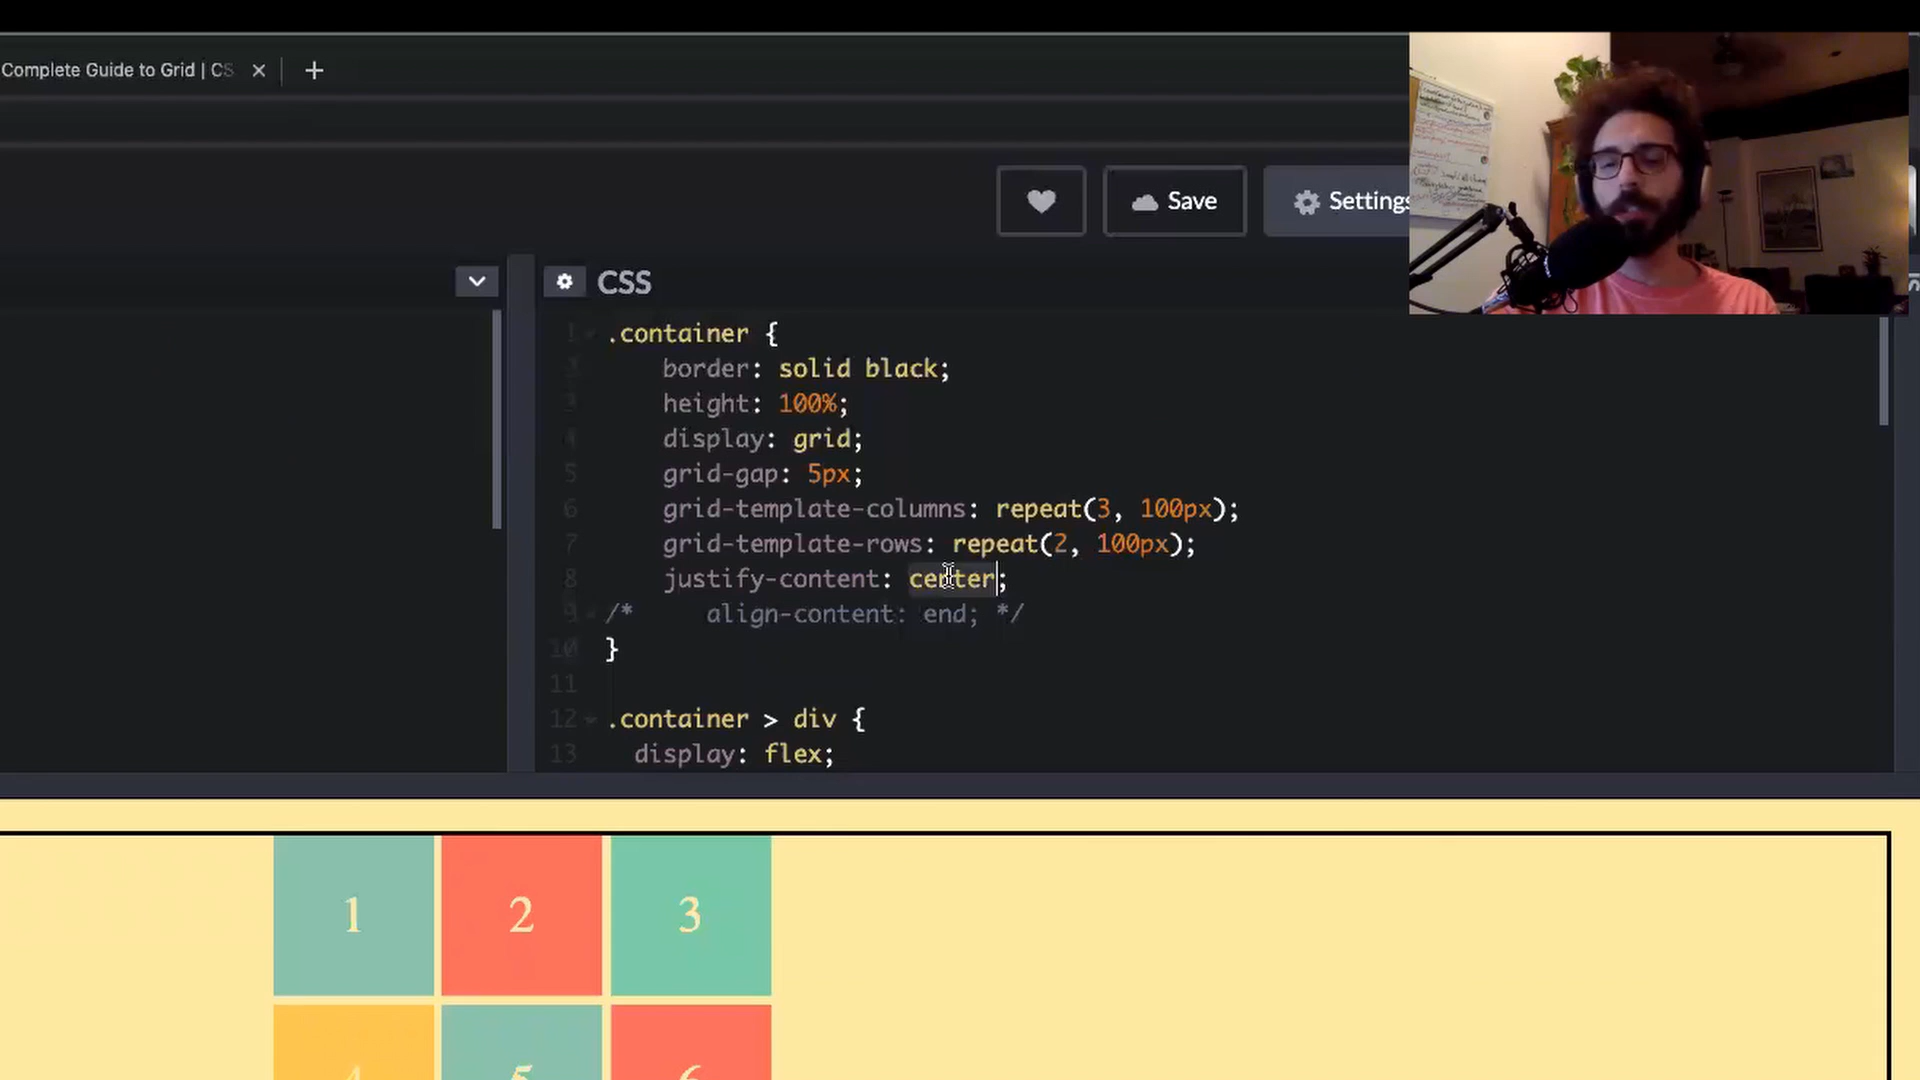 Complete Guide to Grid | CS
Save
Settings
CSS
1 .container {
2 border: solid black;
3 height: 100%;
4 display: grid;
5 grid-gap: 5px;
6 grid-template-columns: repeat(3, 100px);
7 grid-template-rows: repeat(2, 100px);
8 justify-content: center;
9 /* align-content: end; */
10 }
11
12 .container > div {
13 display: flex;
1 2 3
4 5 6